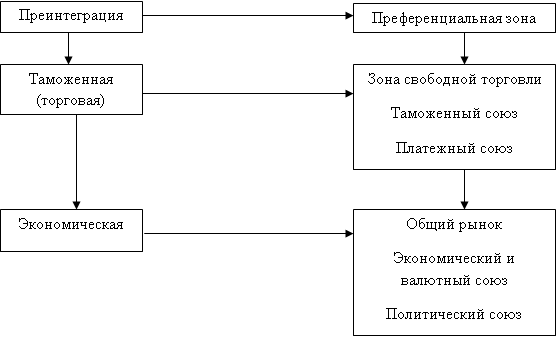 Преинтеграция
Преференциальная зона
Таможенная
(торговая)
Зона свободной торговли
Таможенный союз
Платежный союз
Экономическая
Общий рынок
Экономический и
валютный союз
Политический союз